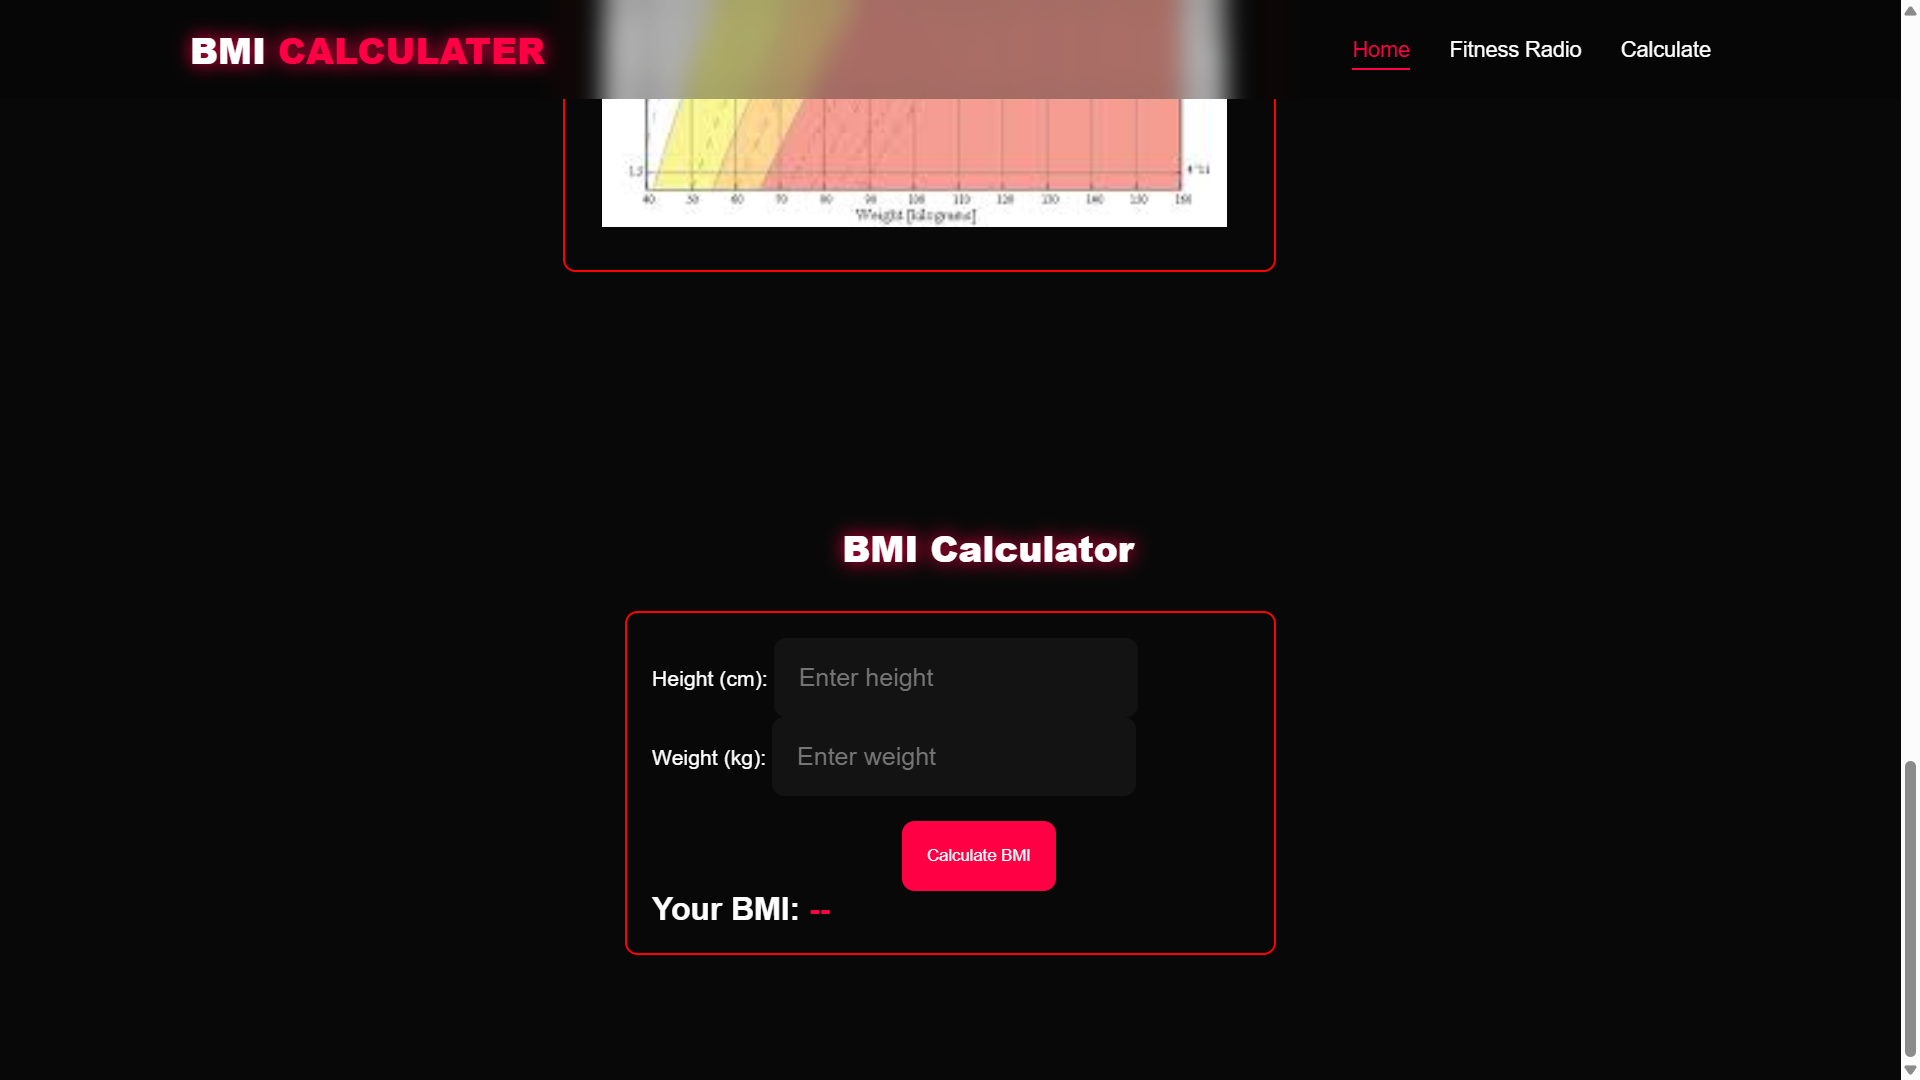 BMI CALCULATER
Home
Fitness Radio
Calculate
1.5
40 50 60 70 80 90 100 110 120 130 140 150 160
Weight [kilograms]
BMI Calculator
Height (cm): Enter height
Weight (kg): Enter weight
Calculate BMI
Your BMI: --